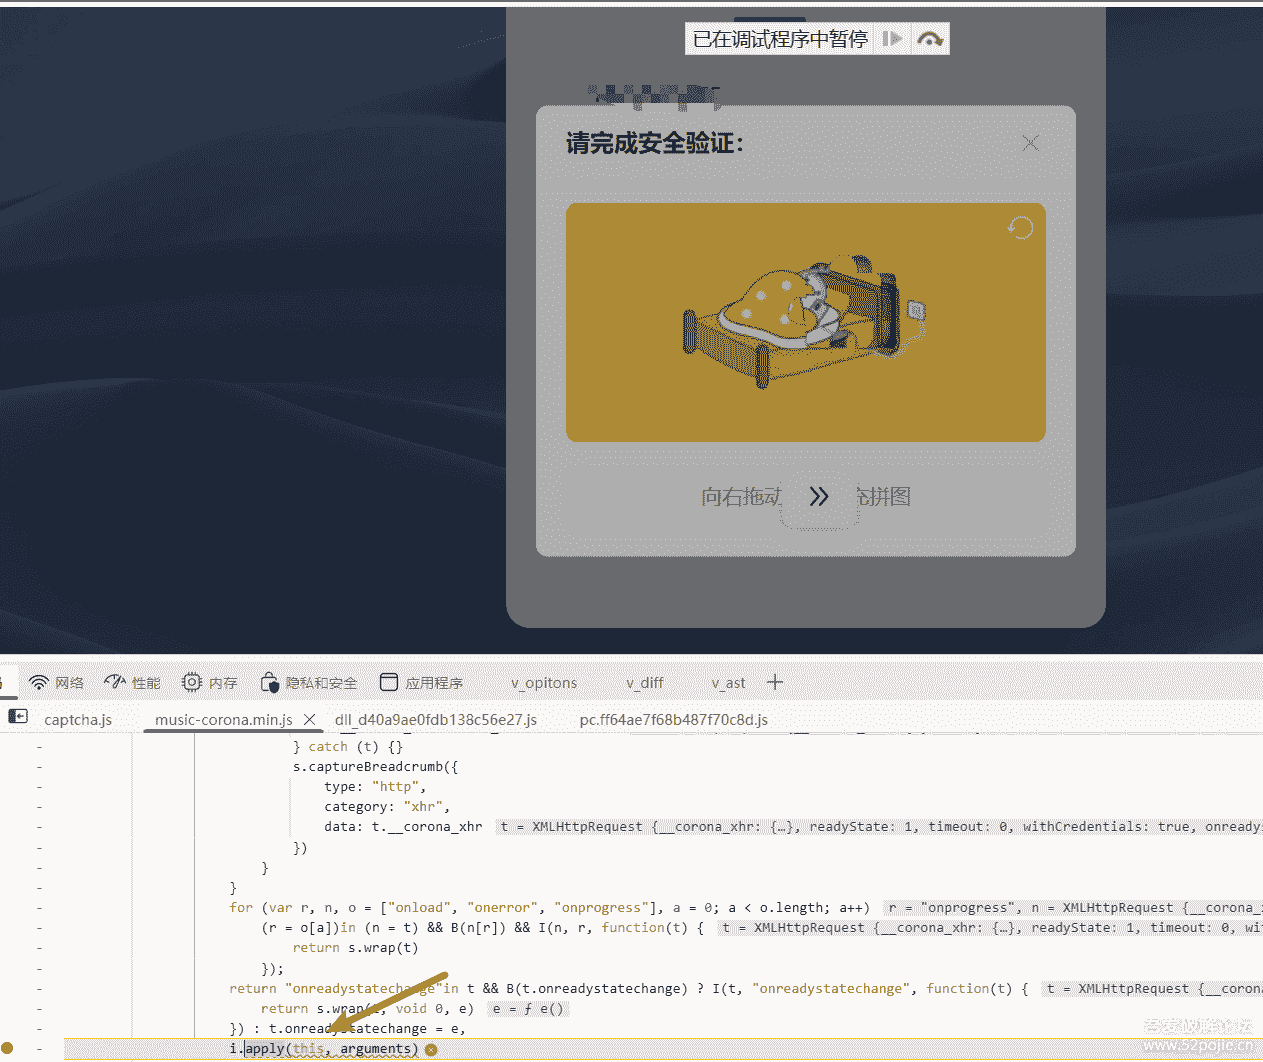 已在调试程序中暂停
请完成安全验证：
向右拖动 拼图
网络 性能 内存 隐私和安全 应用程序 v_opitons v_diff v_ast
captcha.js music-corona.min.js dll_d40a9ae0fdb138c56e27.js pc.ff64ae7f68b487f70c8d.js
} catch (t) {}
s.captureBreadcrumb({
type: "http",
category: "xhr",
data: t.__corona_xhr t = XMLHttpRequest {__corona_xhr: {…}, readyState: 1, timeout: 0, withCredentials: true, onreadys
})
}
}
for (var r, n, o = ["onload", "onerror", "onprogress"], a = 0; a < o.length; a++) r = "onprogress", n = XMLHttpRequest {__corona_
(r = o[a])in (n = t) && B(n[r]) && I(n, r, function(t) { t = XMLHttpRequest {__corona_xhr: {…}, readyState: 1, timeout: 0, wi
return s.wrap(t)
});
return "onreadystatechange"in t && B(t.onreadystatechange) ? I(t, "onreadystatechange", function(t) { t = XMLHttpRequest {__corona
return s.wrap(t, void 0, e) e = ƒ e()
}) : t.onreadystatechange = e,
i.apply(this, arguments)
吾爱破解论坛
www.52pojie.cn